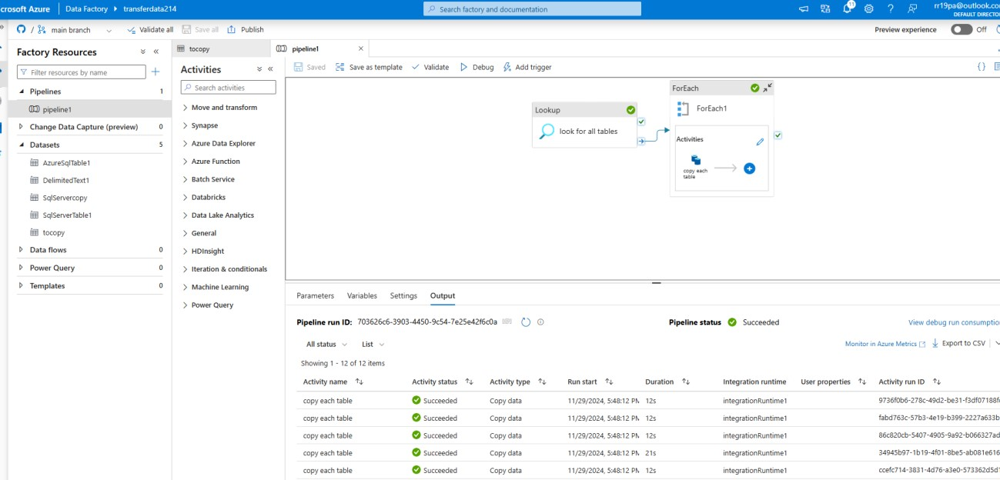 crosoft Azure Data Factory transferdata214 Search factory and documentation 11 rr19pa@outlook.co
DEFAULT DIRECTO
/ main branch Validate all Save all Publish Preview experience Off
Factory Resources
Filter resources by name
Pipelines 1
pipeline1
Change Data Capture (preview) 0
Datasets 5
AzureSqlTable1
DelimitedText1
SqlServercopy
SqlServerTable1
tocopy
Data flows 0
Power Query 0
Templates 0
tocopy pipeline1
Activities
Search activities
Move and transform
Synapse
Azure Data Explorer
Azure Function
Batch Service
Databricks
Data Lake Analytics
General
HDInsight
Iteration & conditionals
Machine Learning
Power Query
Saved Save as template Validate Debug Add trigger {}
Lookup
look for all tables
ForEach
ForEach1
Activities
copy each
table
Parameters Variables Settings Output
Pipeline run ID: 703626c6-3903-4450-9c54-7e25e42f6c0a Pipeline status Succeeded View debug run consumptio
All status List Monitor in Azure Metrics Export to CSV
Showing 1 - 12 of 12 items
Activity name Activity status Activity type Run start Duration Integration runtime User properties Activity run ID
copy each table Succeeded Copy data 11/29/2024, 5:48:12 PM 12s integrationRuntime1 9736f0b6-278c-49d2-be31-f3df07188f
copy each table Succeeded Copy data 11/29/2024, 5:48:12 PM 12s integrationRuntime1 fabd763c-57b3-4e19-b399-2227a633b
copy each table Succeeded Copy data 11/29/2024, 5:48:12 PM 12s integrationRuntime1 86c820cb-5407-4905-9a92-b066327ad
copy each table Succeeded Copy data 11/29/2024, 5:48:12 PM 21s integrationRuntime1 34945b97-1b19-4f01-8be5-ab081e616
copy each table Succeeded Copy data 11/29/2024, 5:48:12 PM 12s integrationRuntime1 ccefc714-3831-4d76-a3e0-573362d5d